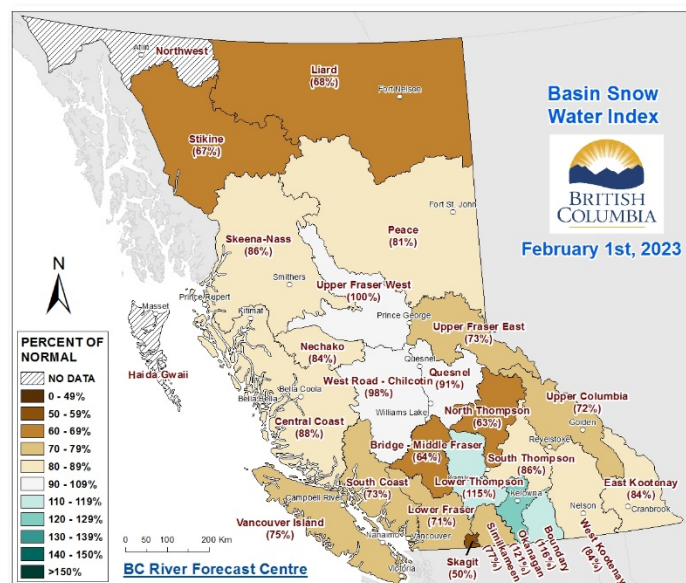 Atlin
Northwest
Liard
(68%)
Fort Nelson
Basin Snow
Water Index
Stikine
(67%)
BRITISH
COLUMBIA
Fort St. John
Skeena-Nass
(86%)
Peace
(81%)
February 1st, 2023
N
Smithers
Upper Fraser West
(100%)
Masset
Prince Rupert
Kitimat
Prince George
Upper Fraser East
(73%)
PERCENT OF
NORMAL
NO DATA
0 - 49%
50 - 59%
60 - 69%
70 - 79%
80 - 89%
90 - 109%
110 - 119%
120 - 129%
130 - 139%
140 - 150%
>150%
Haida Gwaii
Nechako
(84%)
Quesnel
Quesnel
(91%)
West Road - Chilcotin
(98%)
Bella Coola
Bella Bella
Williams Lake
Upper Columbia
(72%)
Golden
North Thompson
(63%)
Central Coast
(88%)
Revelstoke
Bridge - Middle Fraser
(64%)
South Thompson
(86%)
South Coast
(73%)
Lower Thompson
(115%)
East Kootenay
(84%)
Campbell River
Kelowna
Cranbrook
Nelson
Lower Fraser
(71%)
Vancouver Island
(75%)
Nanaimo
Vancouver
Victoria
Skagit
(50%)
Similkameen
(77%)
Okanagan
(121%)
Boundary
(116%)
West Kootenay
(84%)
0 50 100 200 Km
BC River Forecast Centre